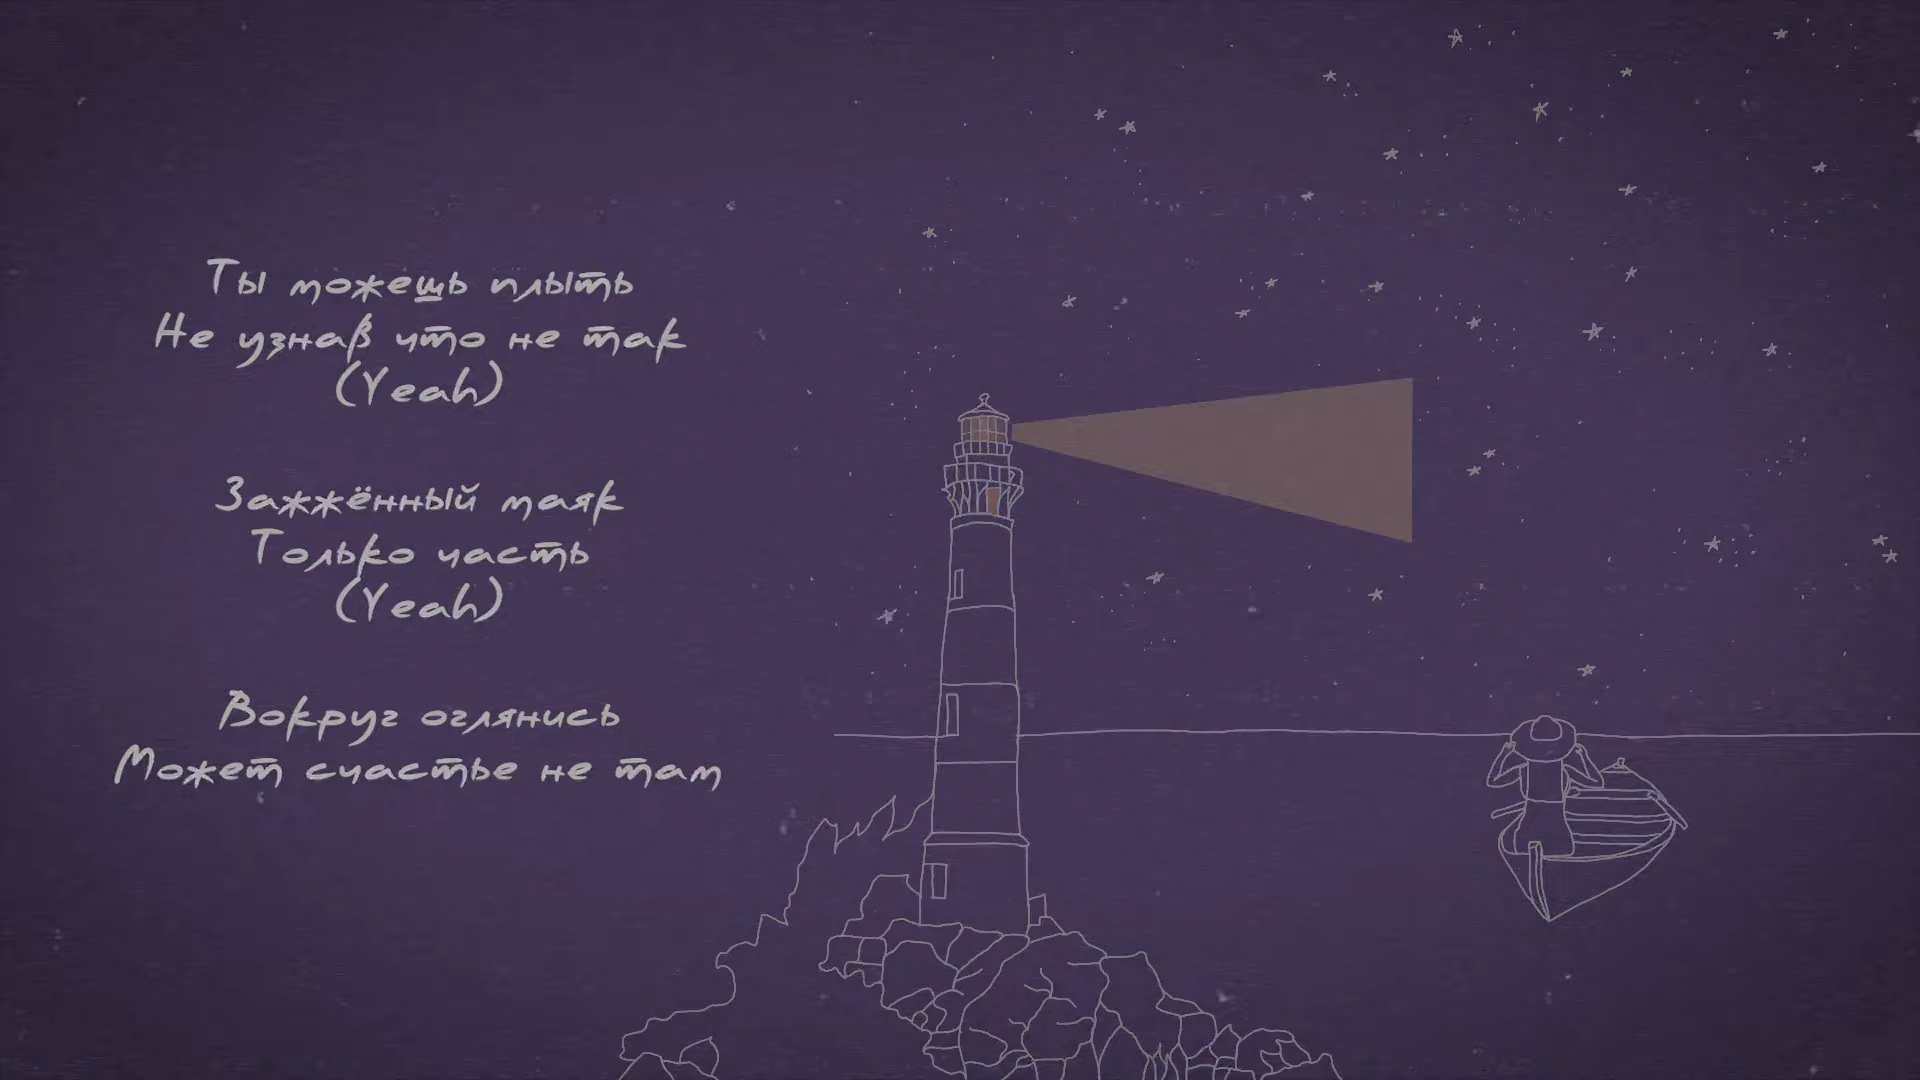 Ты можешь плыть
Не узнав что не так
(Yeah)
Зажжённый маяк
Только часть
(Yeah)
Вокруг оглянись
Может счастье не там